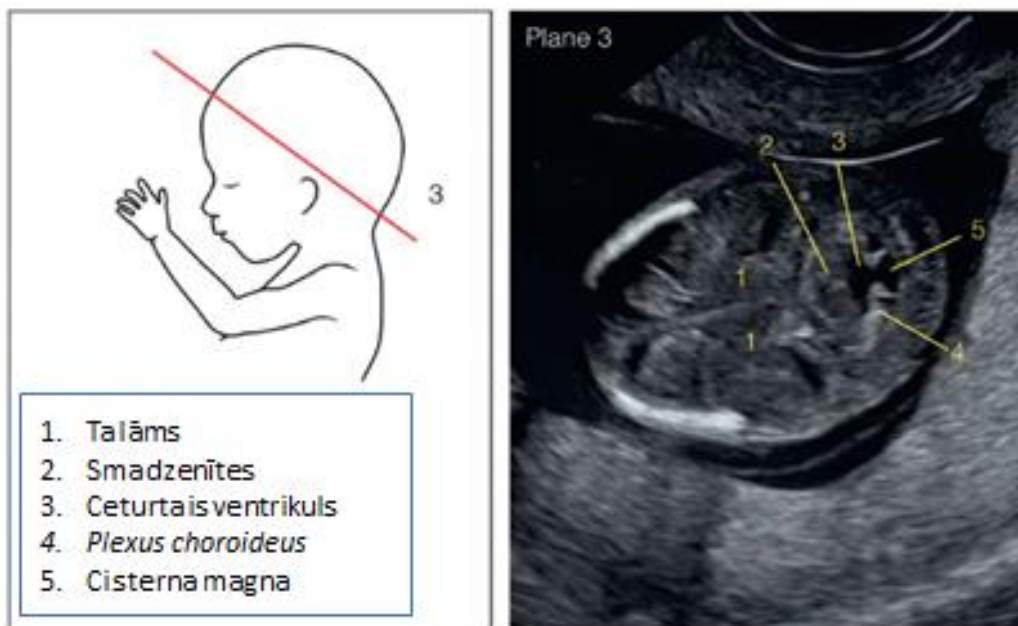 3
1. Talāms
2. Smadzenītes
3. Ceturtais ventrikuls
4. Plexus choroideus
5. Cisterna magna
Plane 3
2
3
5
1
1
4